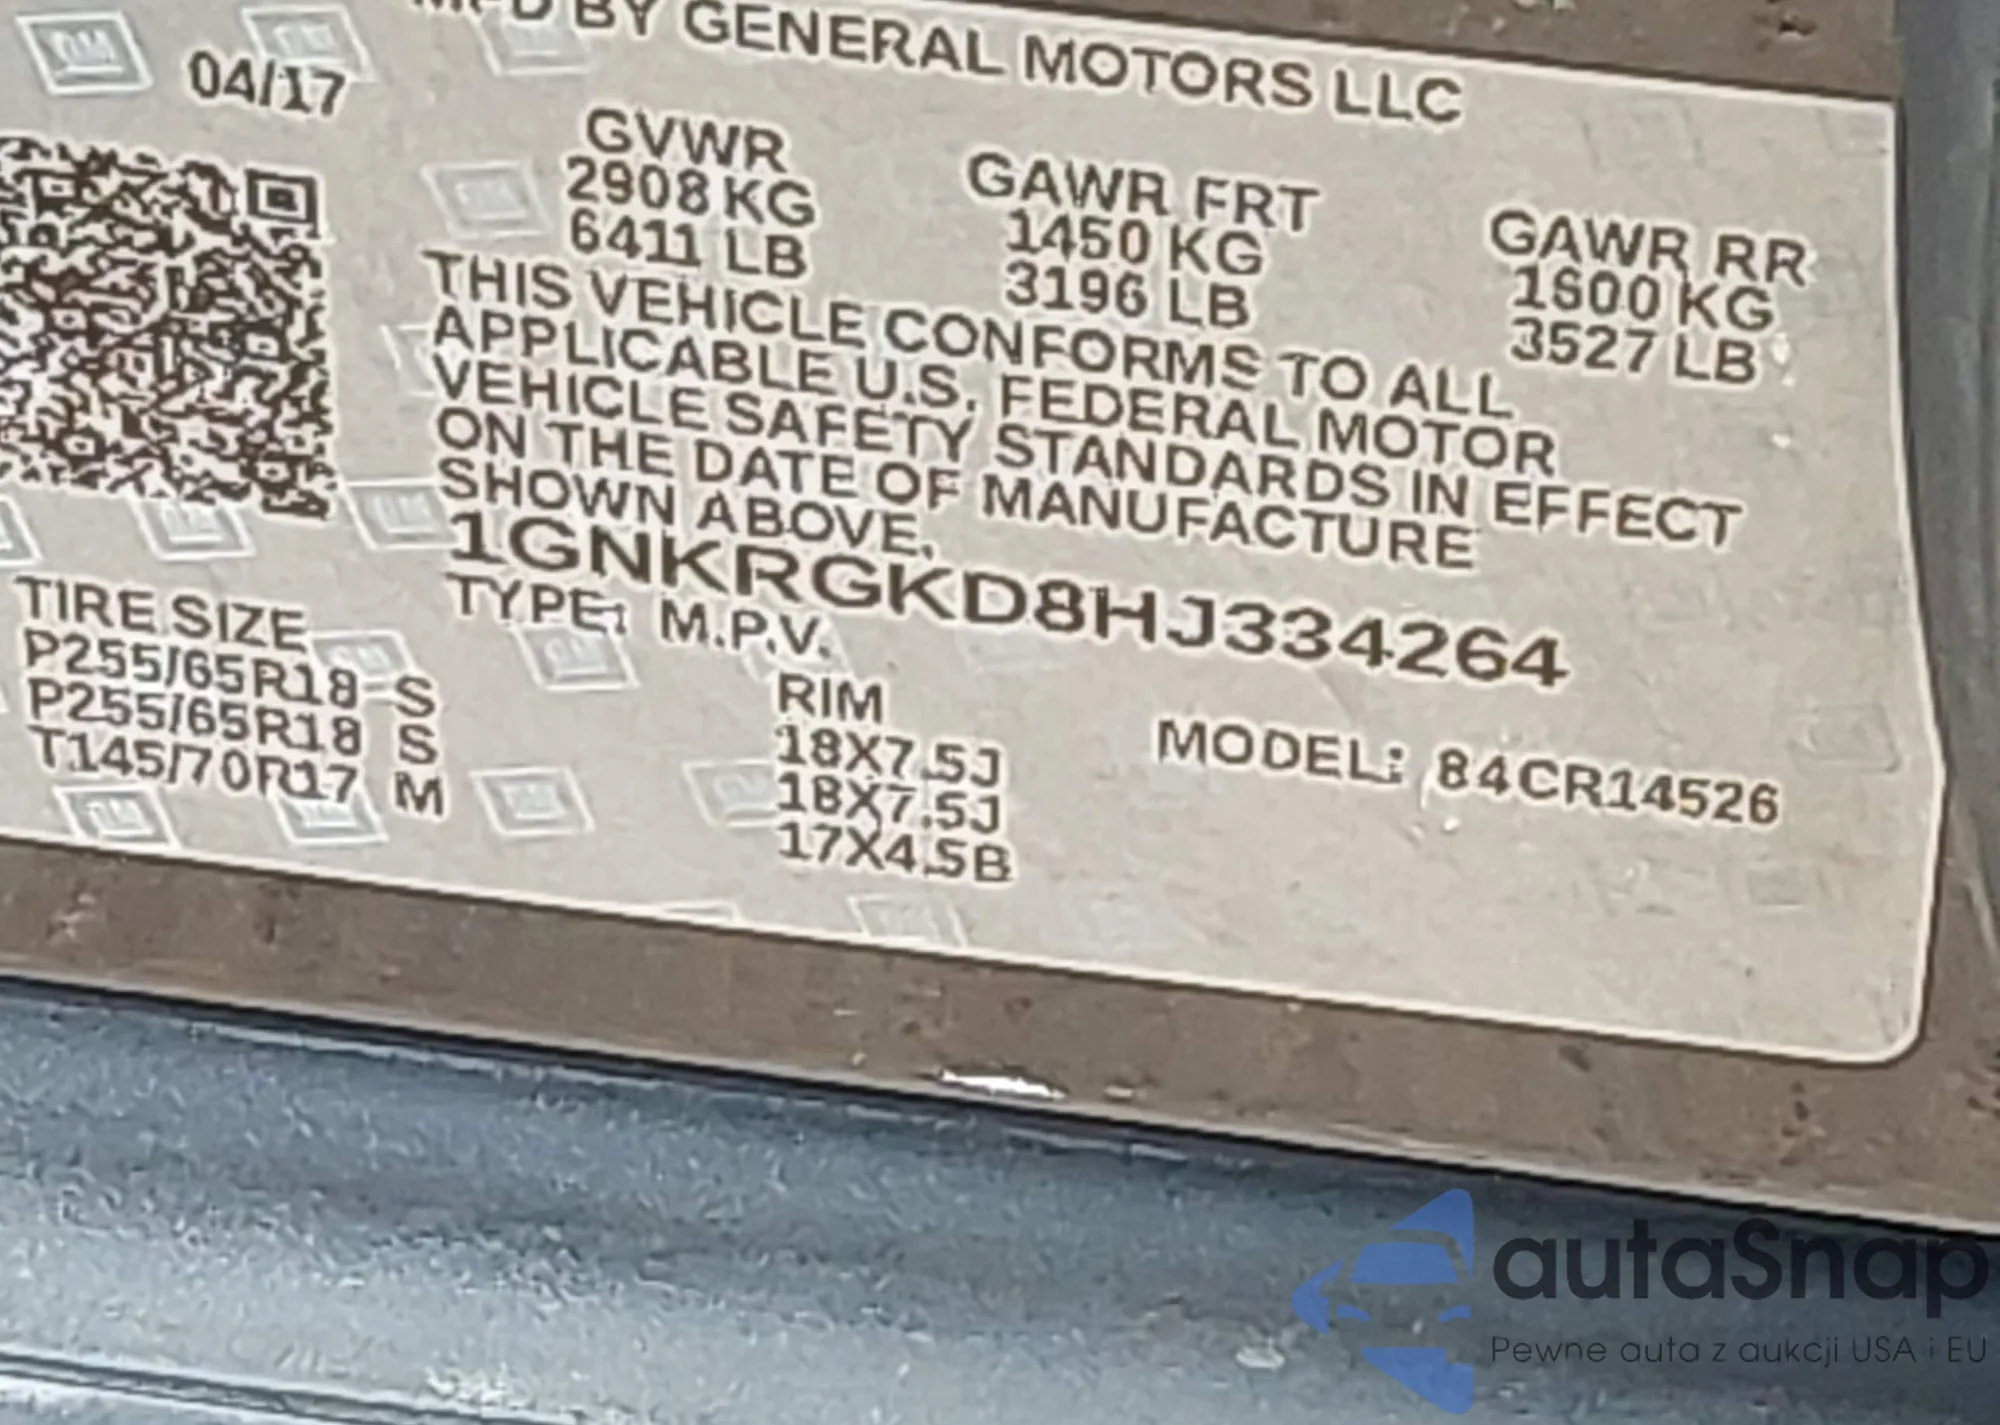 MFD BY GENERAL MOTORS LLC
04/17
GVWR
2908 KG
6411 LB
GAWR FRT
1450 KG
3196 LB
GAWR RR
1600 KG
3527 LB
THIS VEHICLE CONFORMS TO ALL
APPLICABLE U.S. FEDERAL MOTOR
VEHICLE SAFETY STANDARDS IN EFFECT
ON THE DATE OF MANUFACTURE
SHOWN ABOVE.
1GNKRGKD8HJ334264
TYPE: M.P.V.
TIRE SIZE
P255/65R18 S
P255/65R18 S
T145/70R17 M
RIM
18X7.5J
18X7.5J
17X4.5B
MODEL: 84CR14526
autaSnap
Pewne auta z aukcji USA i EU